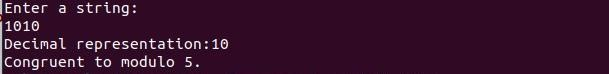 Enter a string:
1010
Decimal representation:10
Congruent to modulo 5.